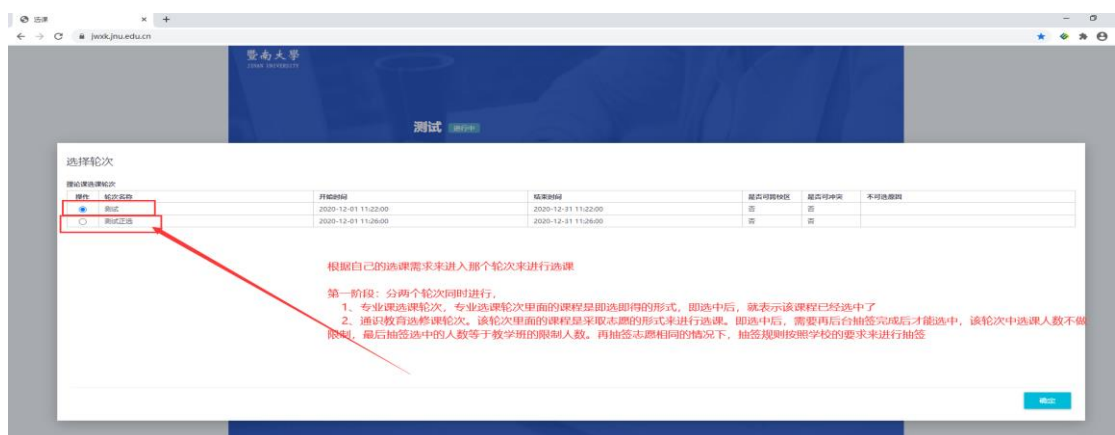 选课
jwxk.jnu.edu.cn
暨南大學
JINAN UNIVERSITY
测试 进行中
选择轮次
理论课选课轮次
操作 轮次名称 开始时间 结束时间 是否可跨校区 是否可冲突 不可选原因
测试 2020-12-01 11:22:00 2020-12-31 11:22:00 否 否
测试正选 2020-12-01 11:26:00 2020-12-31 11:26:00 否 否
根据自己的选课需求来进入那个轮次来进行选课
第一阶段：分两个轮次同时进行，
1、专业课选课轮次，专业选课轮次里面的课程是即选即得的形式，即选中后，就表示该课程已经选中了
2、通识教育选修课轮次。该轮次里面的课程是采取志愿的形式来进行选课。即选中后，需要再后台抽签完成后才能选中，该轮次中选课人数不做
限制，最后抽签选中的人数等于教学班的限制人数。再抽签志愿相同的情况下，抽签规则按照学校的要求来进行抽签
确定